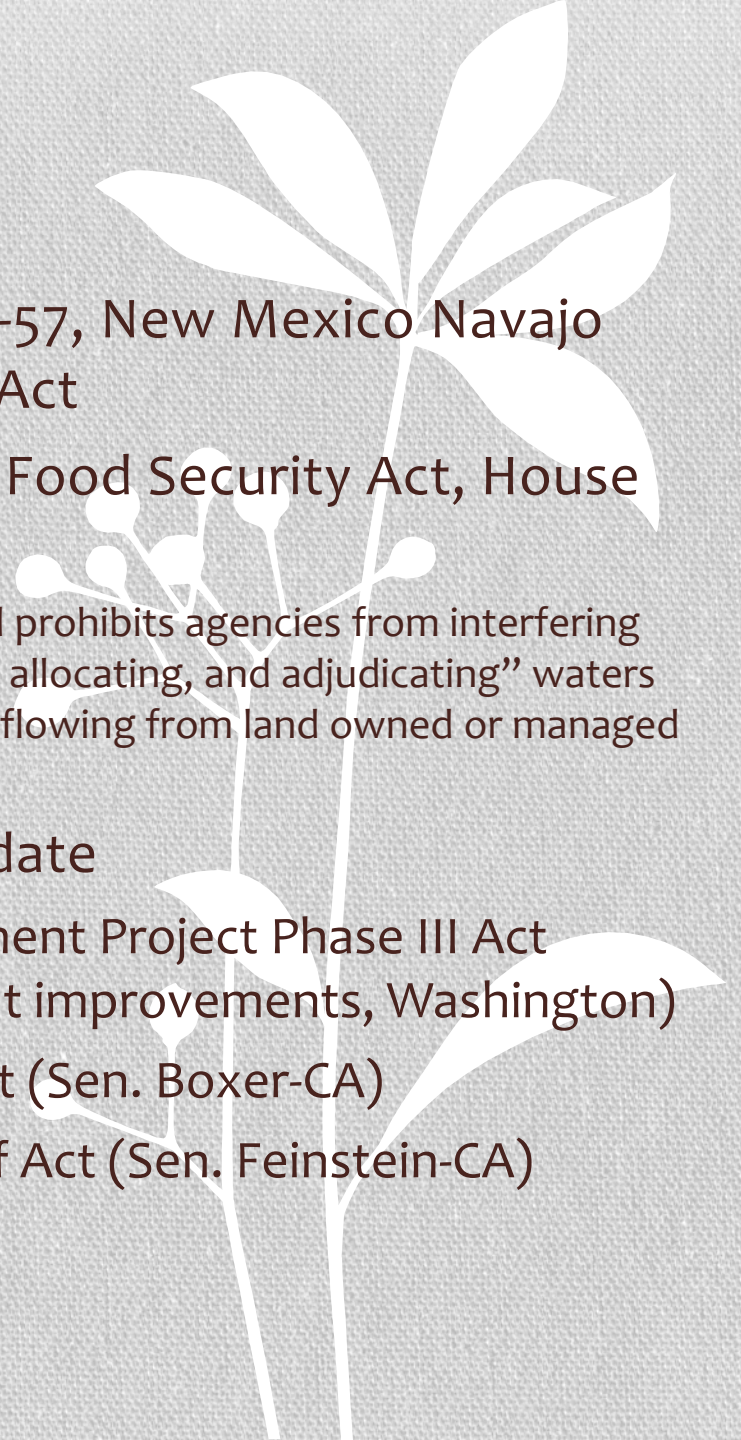 -57, New Mexico Navajo
Act
Food Security Act, House
prohibits agencies from interfering
allocating, and adjudicating” waters
flowing from land owned or managed
date
ment Project Phase III Act
t improvements, Washington)
t (Sen. Boxer-CA)
f Act (Sen. Feinstein-CA)